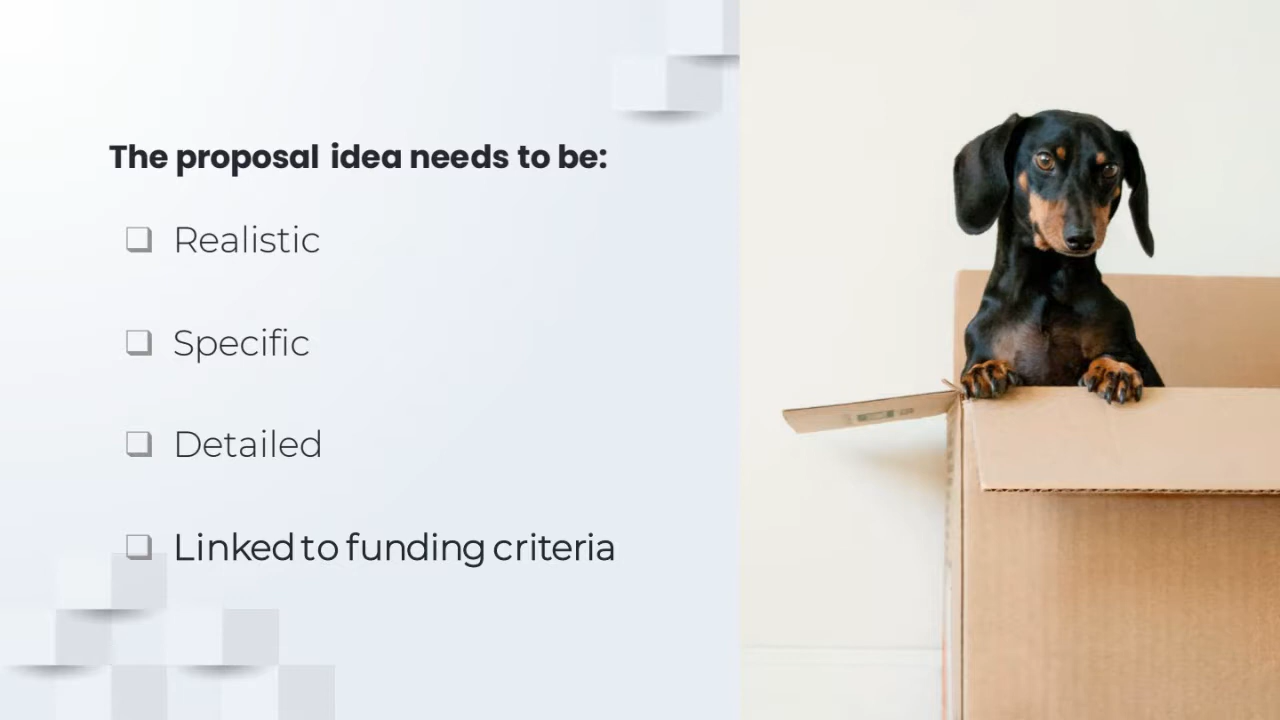 The proposal idea needs to be:
Realistic
Specific
Detailed
Linked to funding criteria